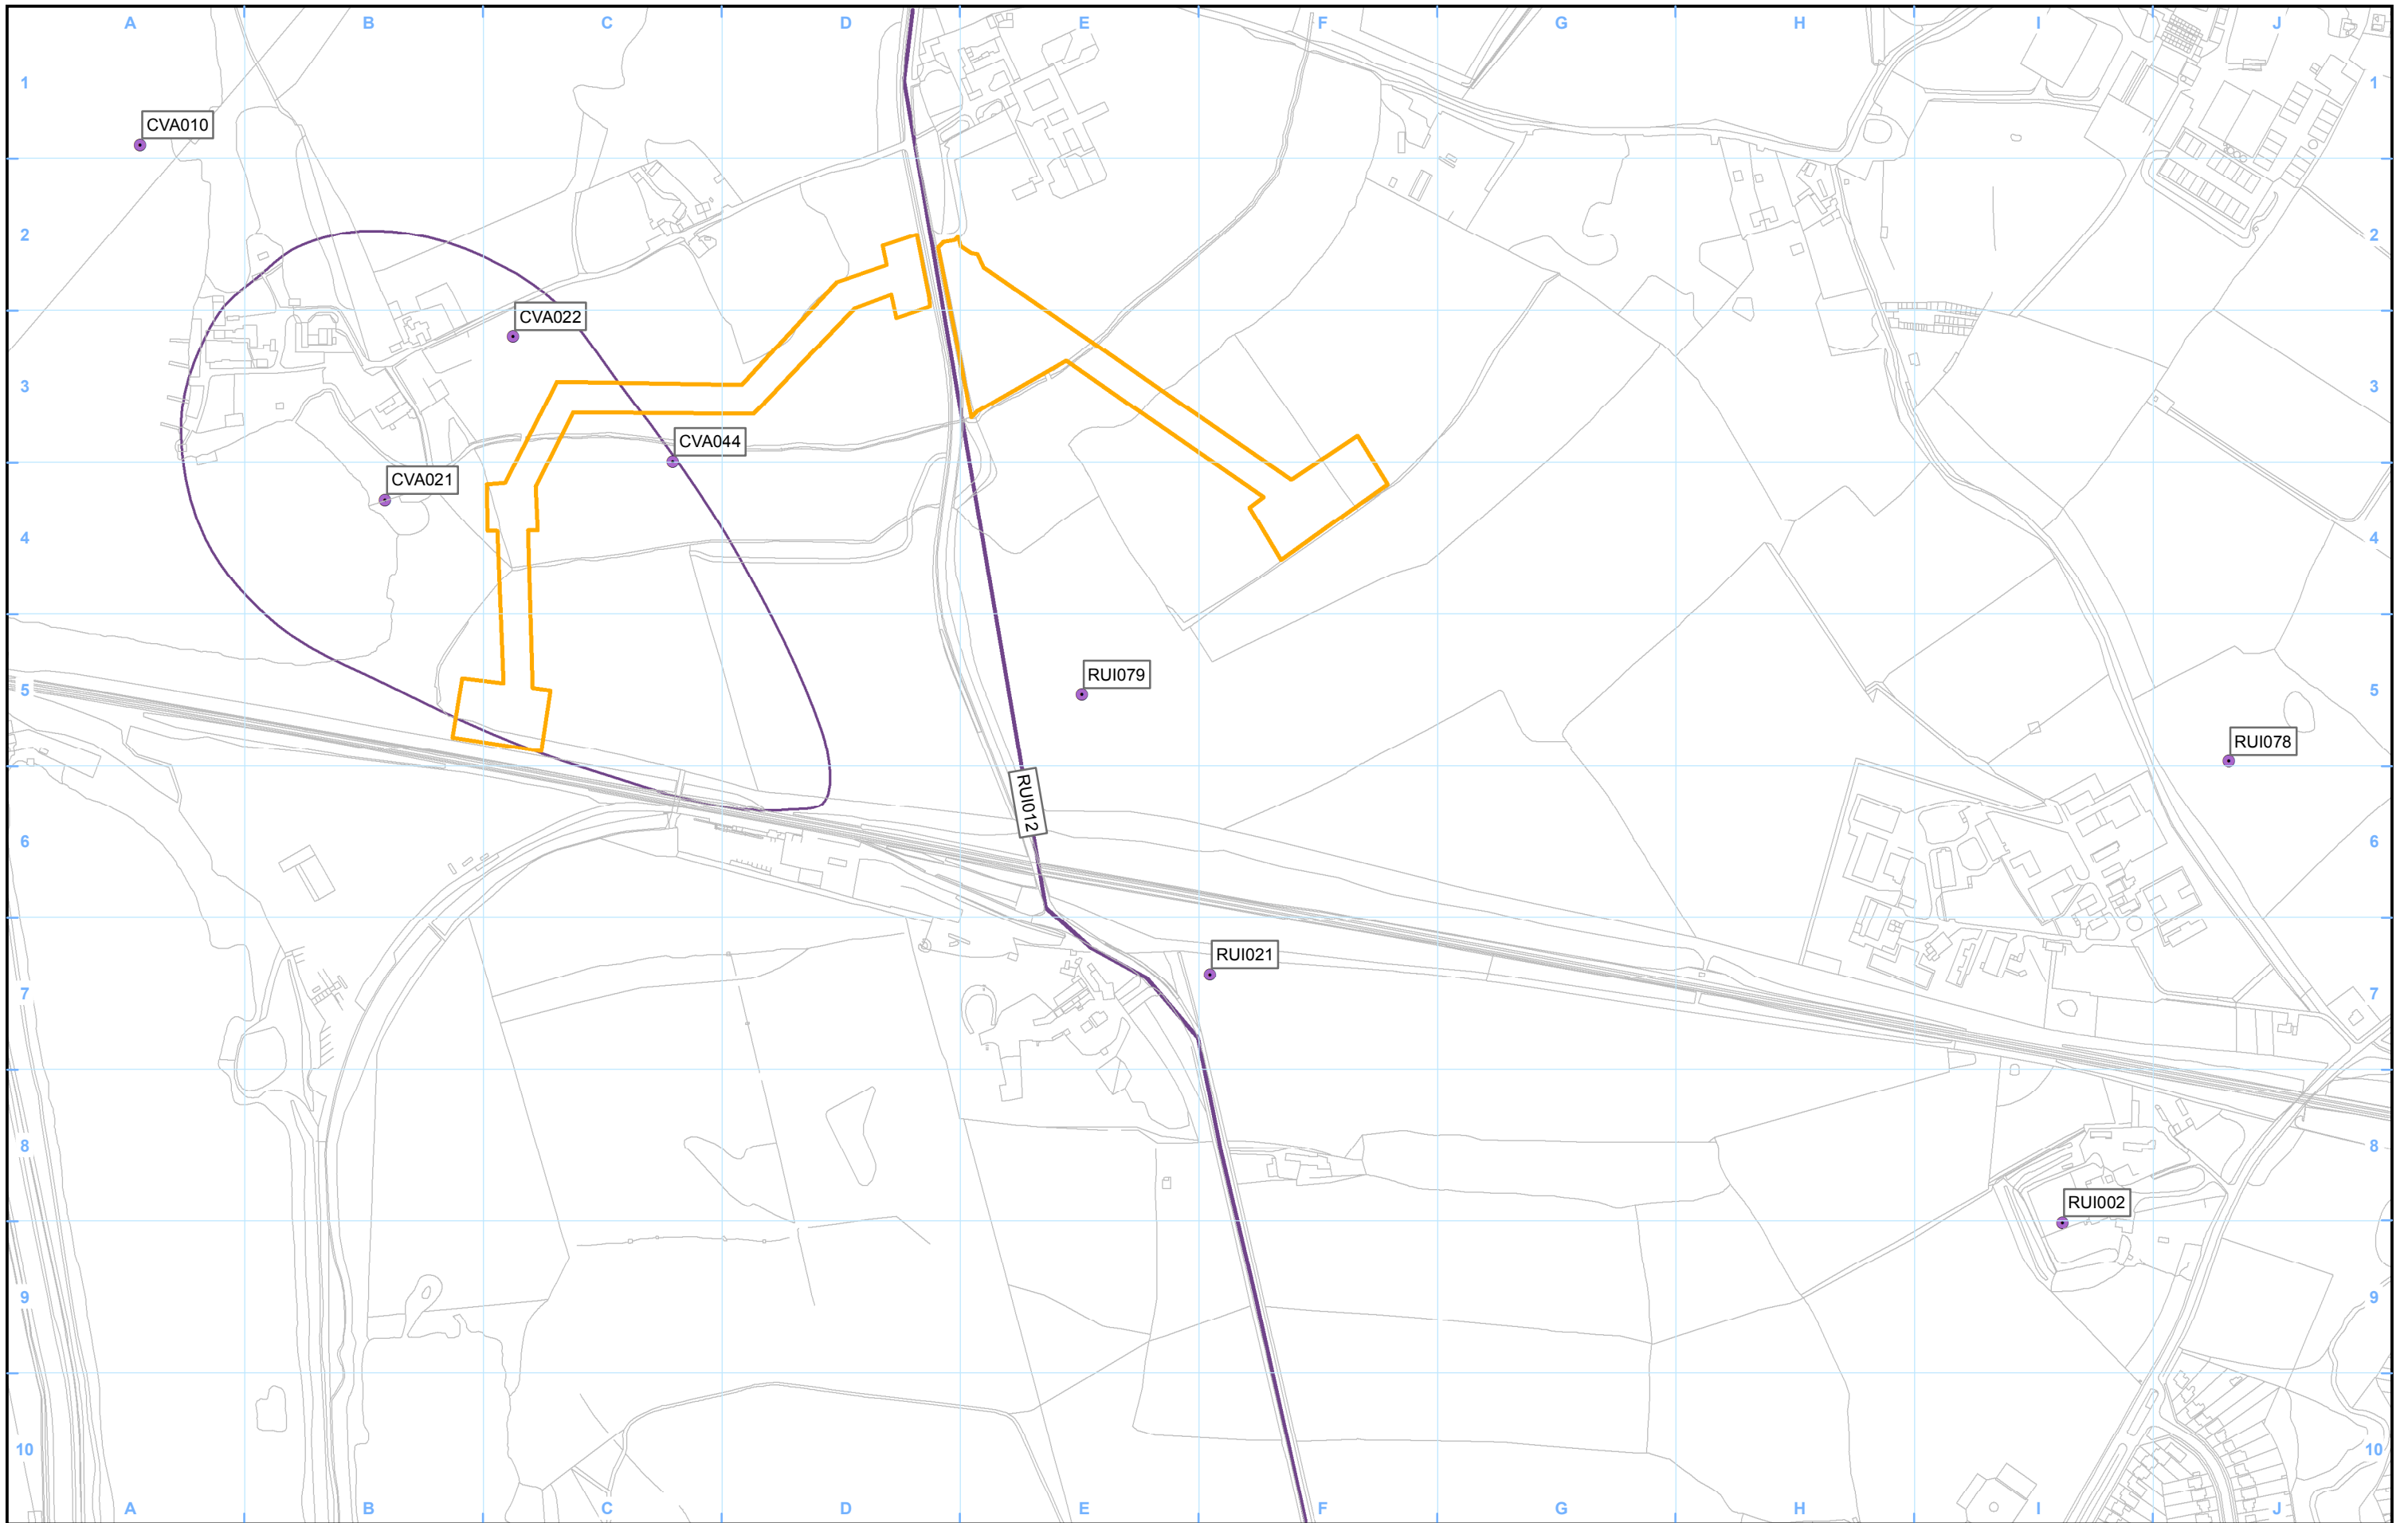 A B C D E F G H I J
1 1
CVA010
2 2
CVA022
3 3
CVA044
CVA021
4 4
RUI079
5 5
RUI078
RUI012
6 6
RUI021
7 7
8 8
RUI002
9 9
10 10
A B C D E F G H I J